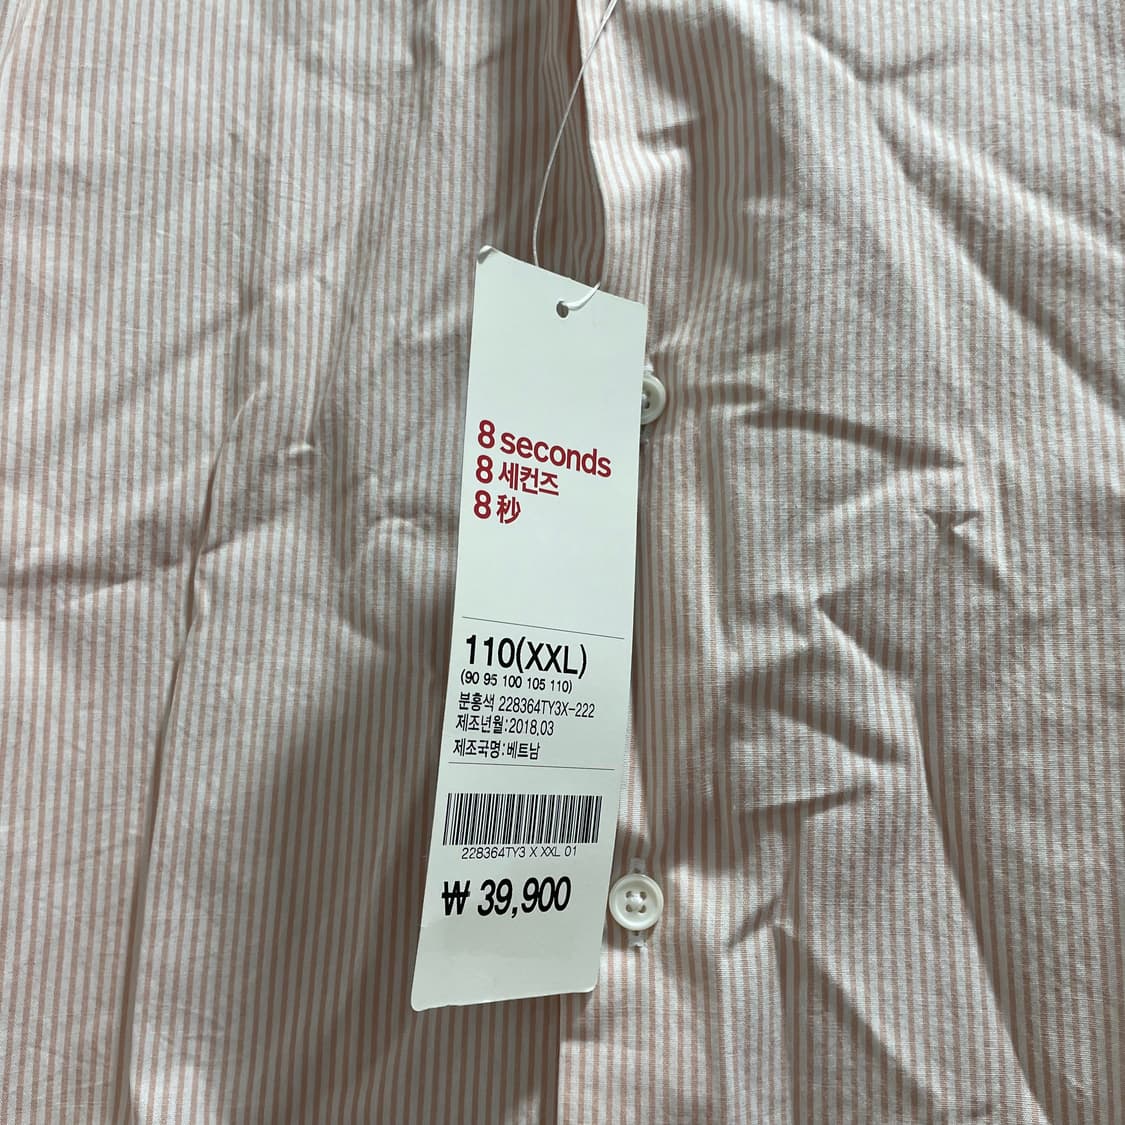 8 seconds
8 세컨즈
8 秒
110(XXL)
(90 95 100 105 110)
분홍색 228364TY3X-222
제조년월:2018.03
제조국명:베트남
228364TY3 X XXL 01
₩ 39,900